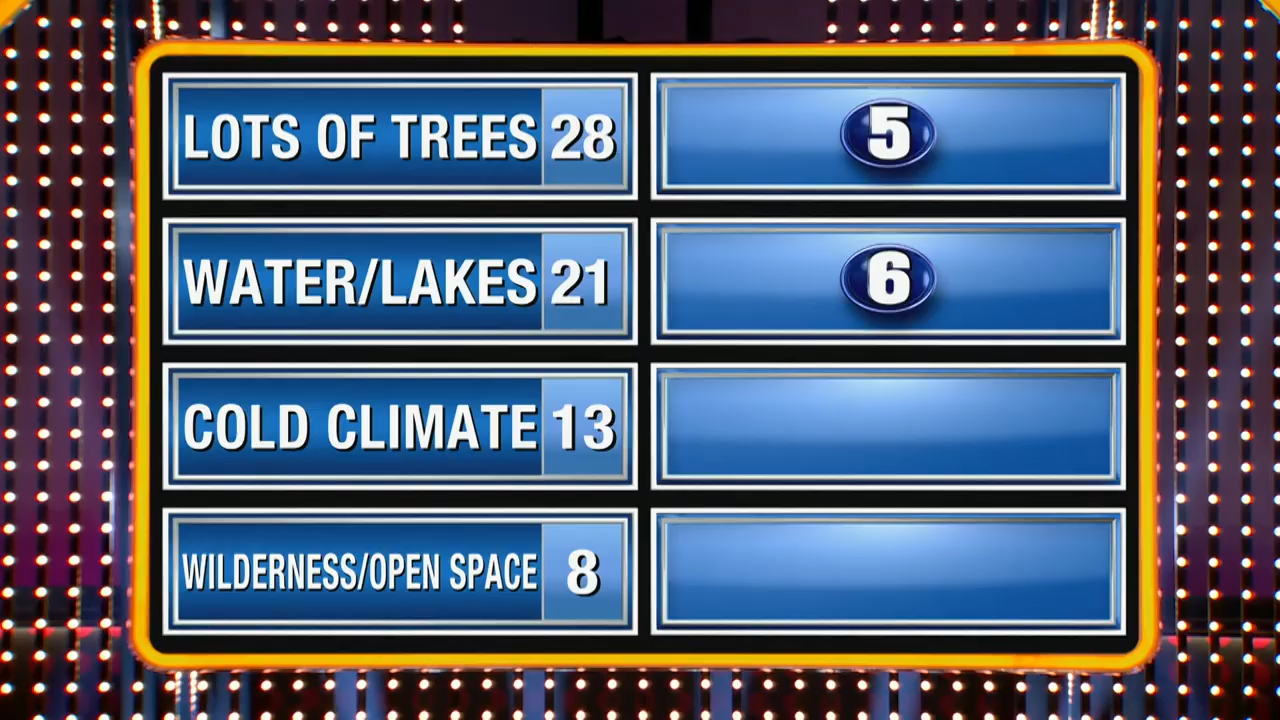 LOTS OF TREES 28
5
WATER/LAKES 21
6
COLD CLIMATE 13
WILDERNESS/OPEN SPACE 8